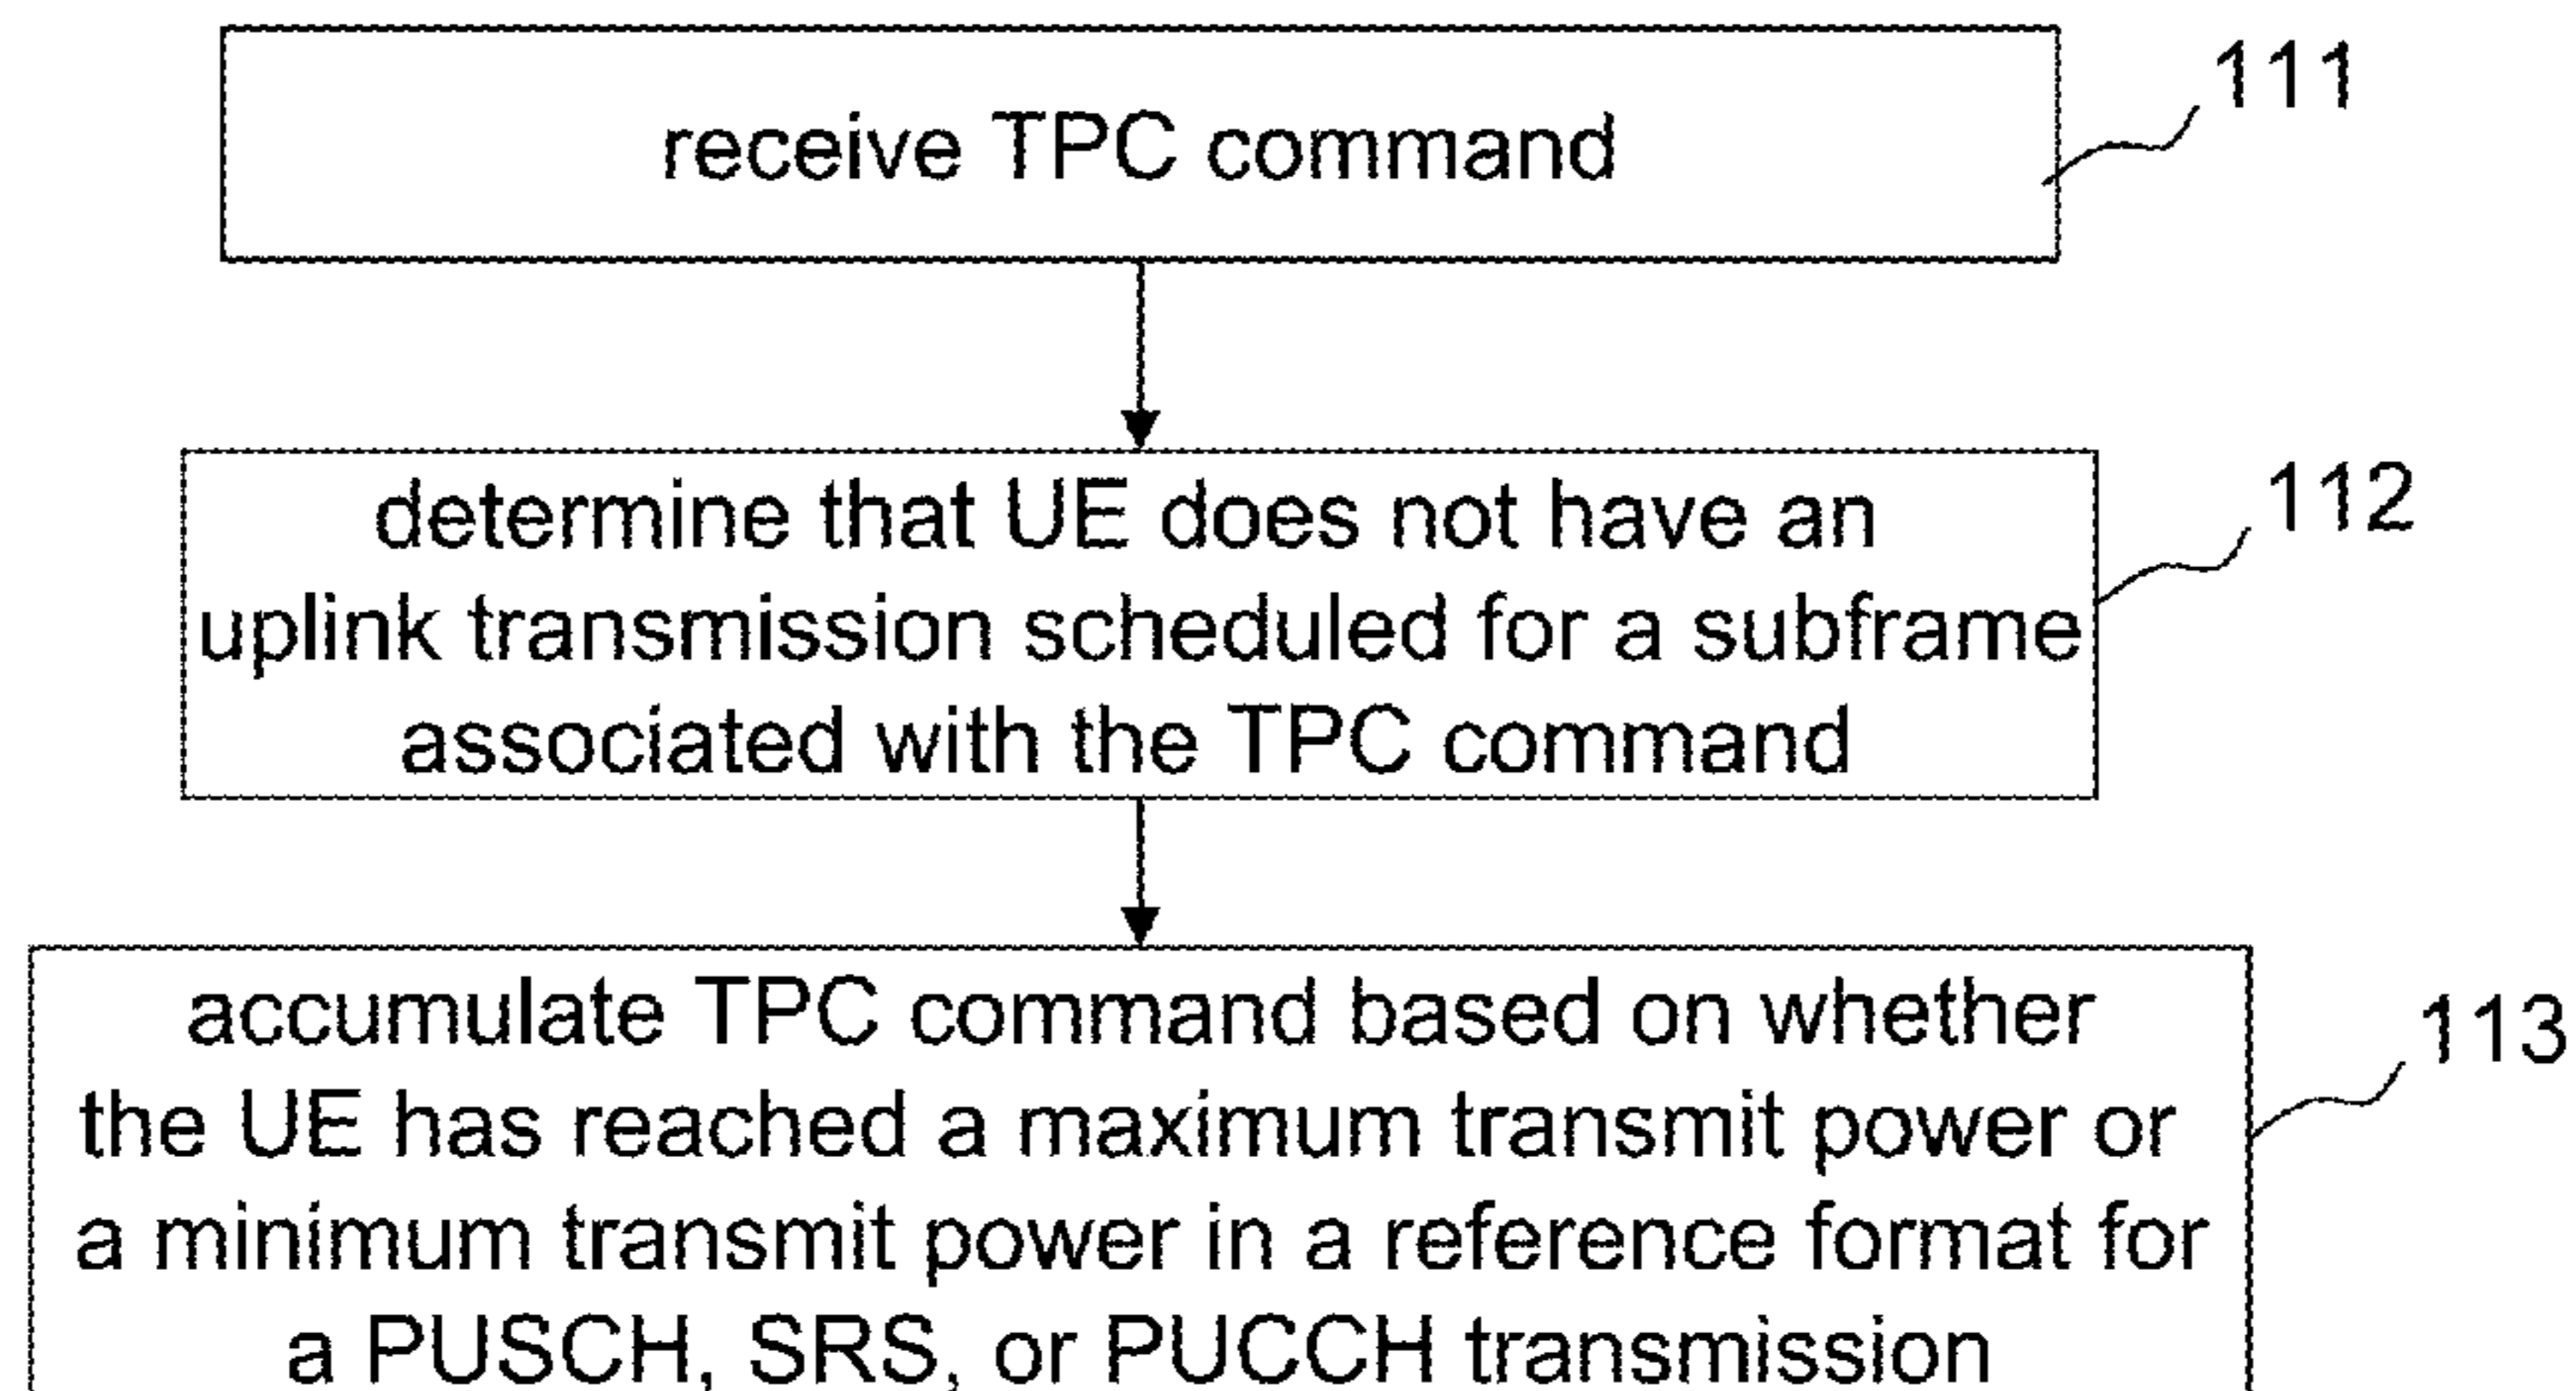 receive TPC command
111
determine that UE does not have an
uplink transmission scheduled for a subframe
associated with the TPC command
112
accumulate TPC command based on whether
the UE has reached a maximum transmit power or
a minimum transmit power in a reference format for
a PUSCH, SRS, or PUCCH transmission
113